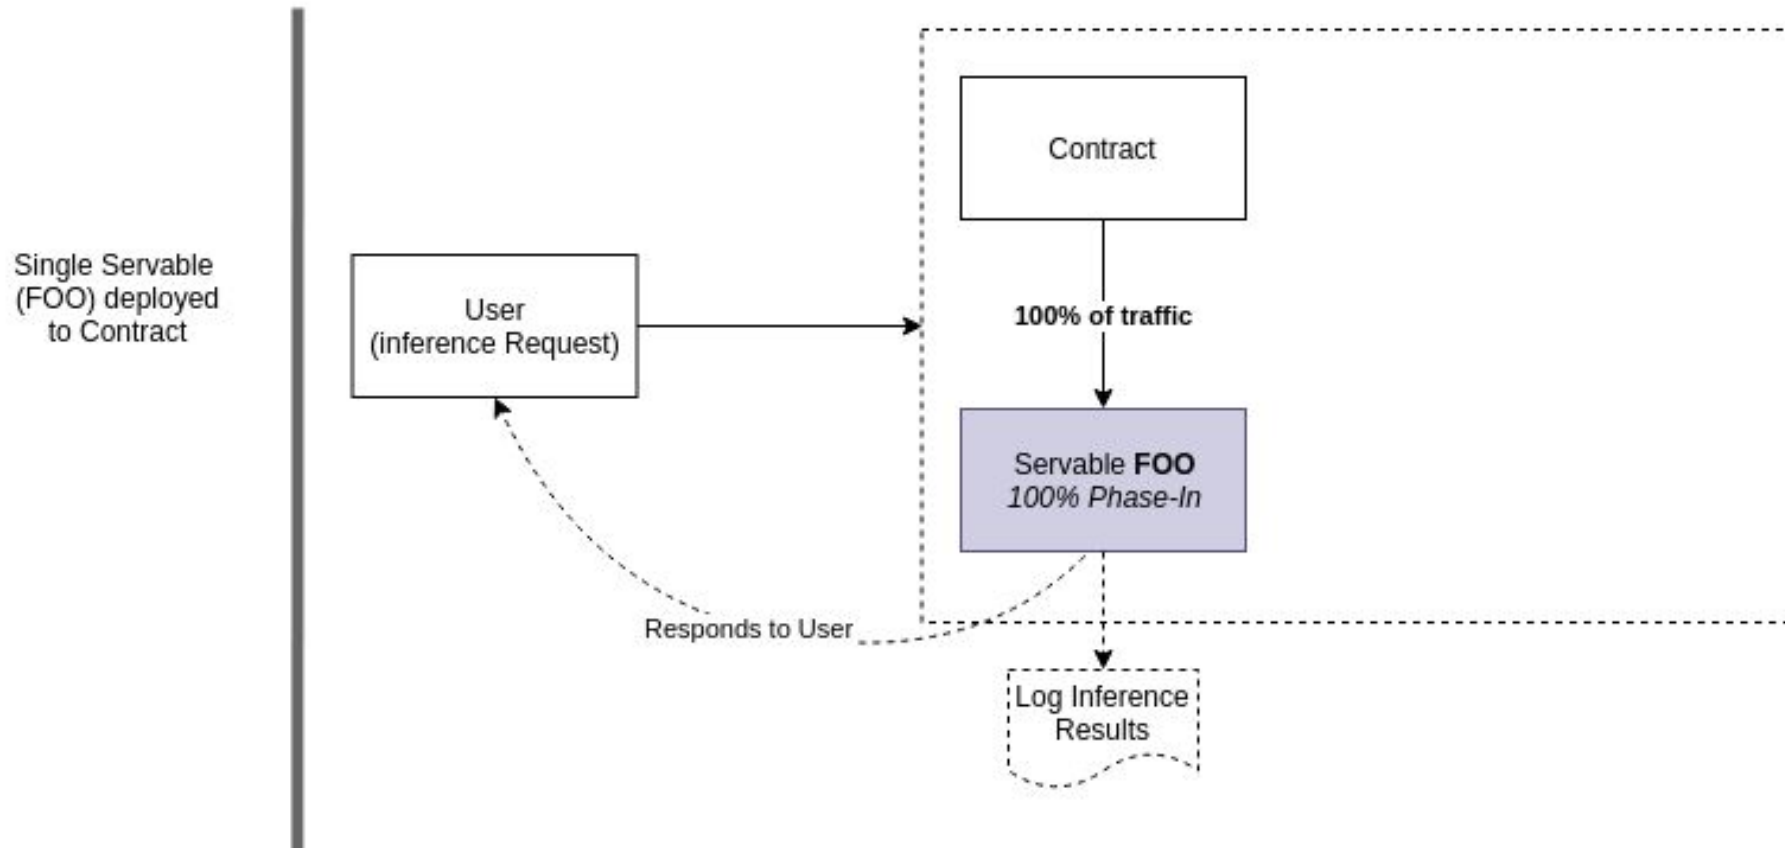 Single Servable
(FOO) deployed
to Contract
User
(inference Request)
Contract
100% of traffic
Servable FOO
100% Phase-In
Responds to User
Log Inference
Results